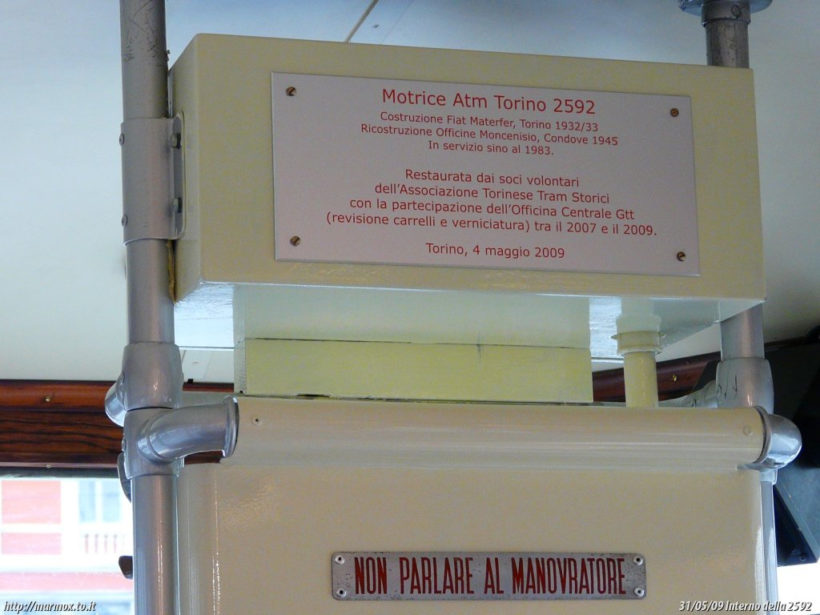 Motrice Atm Torino 2592
Costruzione Fiat Materfer, Torino 1932/33
Ricostruzione Officine Moncenisio, Condove 1945
In servizio sino al 1983.
Restaurata dai soci volontari
dell'Associazione Torinese Tram Storici
con la partecipazione dell'Officina Centrale Gtt
(revisione carrelli e verniciatura) tra il 2007 e il 2009.
Torino, 4 maggio 2009
NON PARLARE AL MANOVRATORE
http://marmox.to.it
31/05/09 Interno della 2592